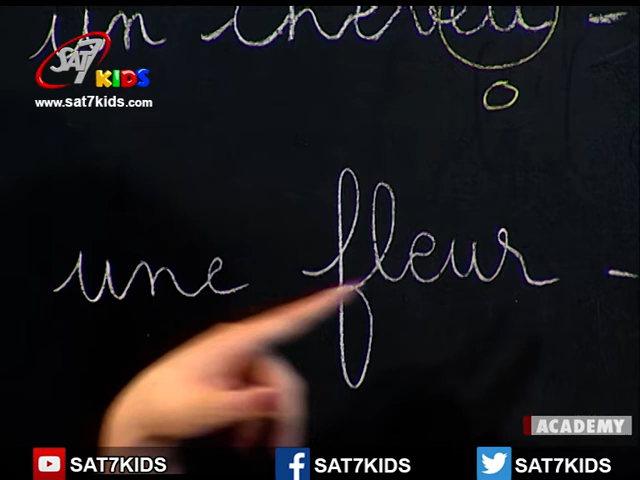 un cheveu -
SAT7 KIDS
www.sat7kids.com
une fleur -
ACADEMY
SAT7KIDS SAT7KIDS SAT7KIDS